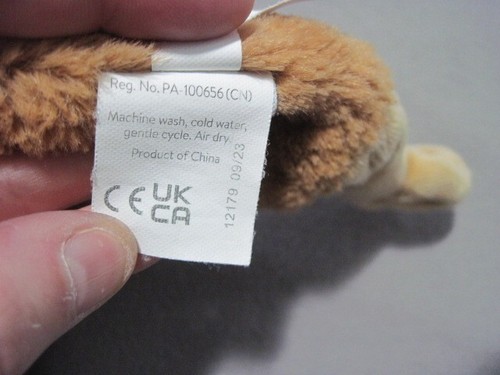 Reg. No. PA-100656(CN)
Machine wash, cold water,
gentle cycle. Air dry.
Product of China
CE UK
CA
12179 09/23